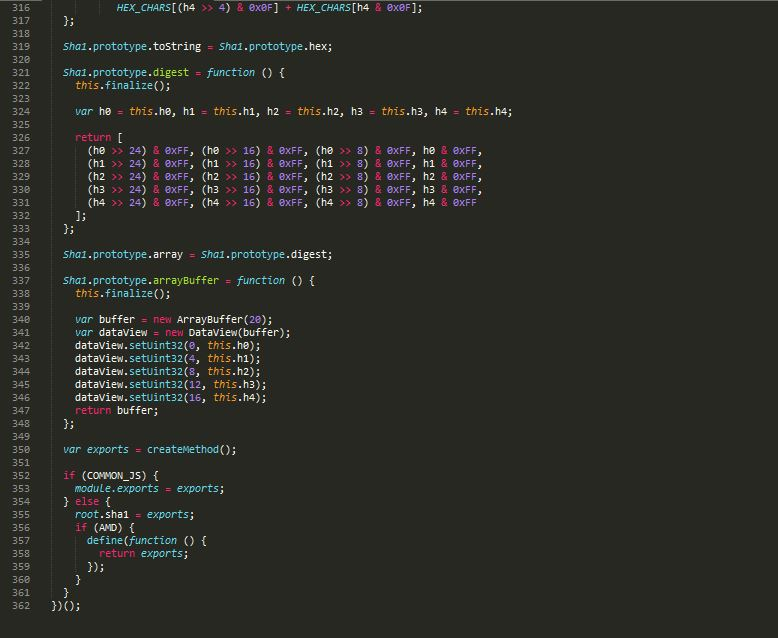 316 HEX_CHARS[(h4 >> 4) & 0x0F] + HEX_CHARS[h4 & 0x0F];
317 };
318
319 Sha1.prototype.toString = Sha1.prototype.hex;
320
321 Sha1.prototype.digest = function () {
322 this.finalize();
323
324 var h0 = this.h0, h1 = this.h1, h2 = this.h2, h3 = this.h3, h4 = this.h4;
325
326 return [
327 (h0 >> 24) & 0xFF, (h0 >> 16) & 0xFF, (h0 >> 8) & 0xFF, h0 & 0xFF,
328 (h1 >> 24) & 0xFF, (h1 >> 16) & 0xFF, (h1 >> 8) & 0xFF, h1 & 0xFF,
329 (h2 >> 24) & 0xFF, (h2 >> 16) & 0xFF, (h2 >> 8) & 0xFF, h2 & 0xFF,
330 (h3 >> 24) & 0xFF, (h3 >> 16) & 0xFF, (h3 >> 8) & 0xFF, h3 & 0xFF,
331 (h4 >> 24) & 0xFF, (h4 >> 16) & 0xFF, (h4 >> 8) & 0xFF, h4 & 0xFF
332 ];
333 };
334
335 Sha1.prototype.array = Sha1.prototype.digest;
336
337 Sha1.prototype.arrayBuffer = function () {
338 this.finalize();
339
340 var buffer = new ArrayBuffer(20);
341 var dataView = new DataView(buffer);
342 dataView.setUint32(0, this.h0);
343 dataView.setUint32(4, this.h1);
344 dataView.setUint32(8, this.h2);
345 dataView.setUint32(12, this.h3);
346 dataView.setUint32(16, this.h4);
347 return buffer;
348 };
349
350 var exports = createMethod();
351
352 if (COMMON_JS) {
353 module.exports = exports;
354 } else {
355 root.sha1 = exports;
356 if (AMD) {
357 define(function () {
358 return exports;
359 });
360 }
361 }
362 })();